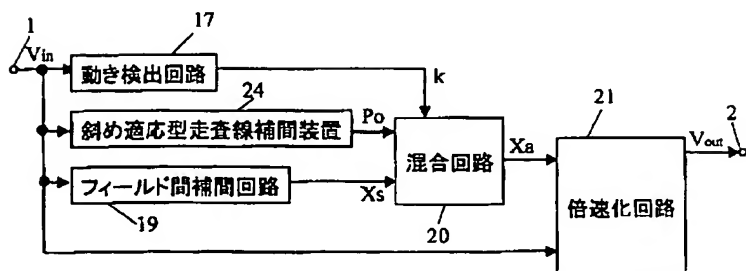 1
Vin
17
動き検出回路
k
24
斜め適応型走査線補間装置
Po
フィールド間補間回路
19
Xs
混合回路
20
Xa
21
倍速化回路
Vout
2